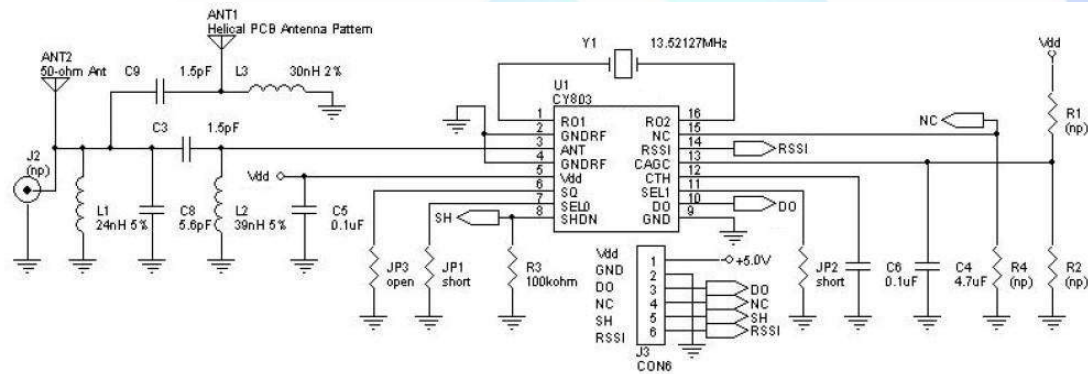 ANT1
Helical PCB Antenna Pattern
ANT2
50-ohm Ant
C9
1.5pF
L3
30nH 2%
Y1
13.52127MHz
Vdd
U1
CY803
1 RO1
RO2 16
2 GNDRF
NC 15
3 ANT
RSSI 14
4 GNDRF
CAGC 13
5 Vdd
CTH 12
6 SQ
SEL1 11
7 SEL0
DO 10
8 SHDN
GND 9
C3
1.5pF
J2
(np)
Vdd
SH
NC
RSSI
DO
R1
(np)
L1
24nH 5%
C8
5.6pF
L2
39nH 5%
C5
0.1uF
JP3
open
JP1
short
R3
100kohm
Vdd
GND
DO
NC
SH
RSSI
1
2
3
4
5
6
+5.0V
DO
NC
SH
RSSI
J3
CON6
JP2
short
C6
0.1uF
C4
4.7uF
R4
(np)
R2
(np)